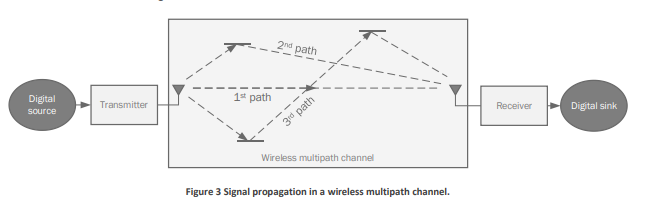 2nd path
Digital
source
Transmitter
1st path
3rd path
Receiver
Digital sink
Wireless multipath channel
Figure 3 Signal propagation in a wireless multipath channel.